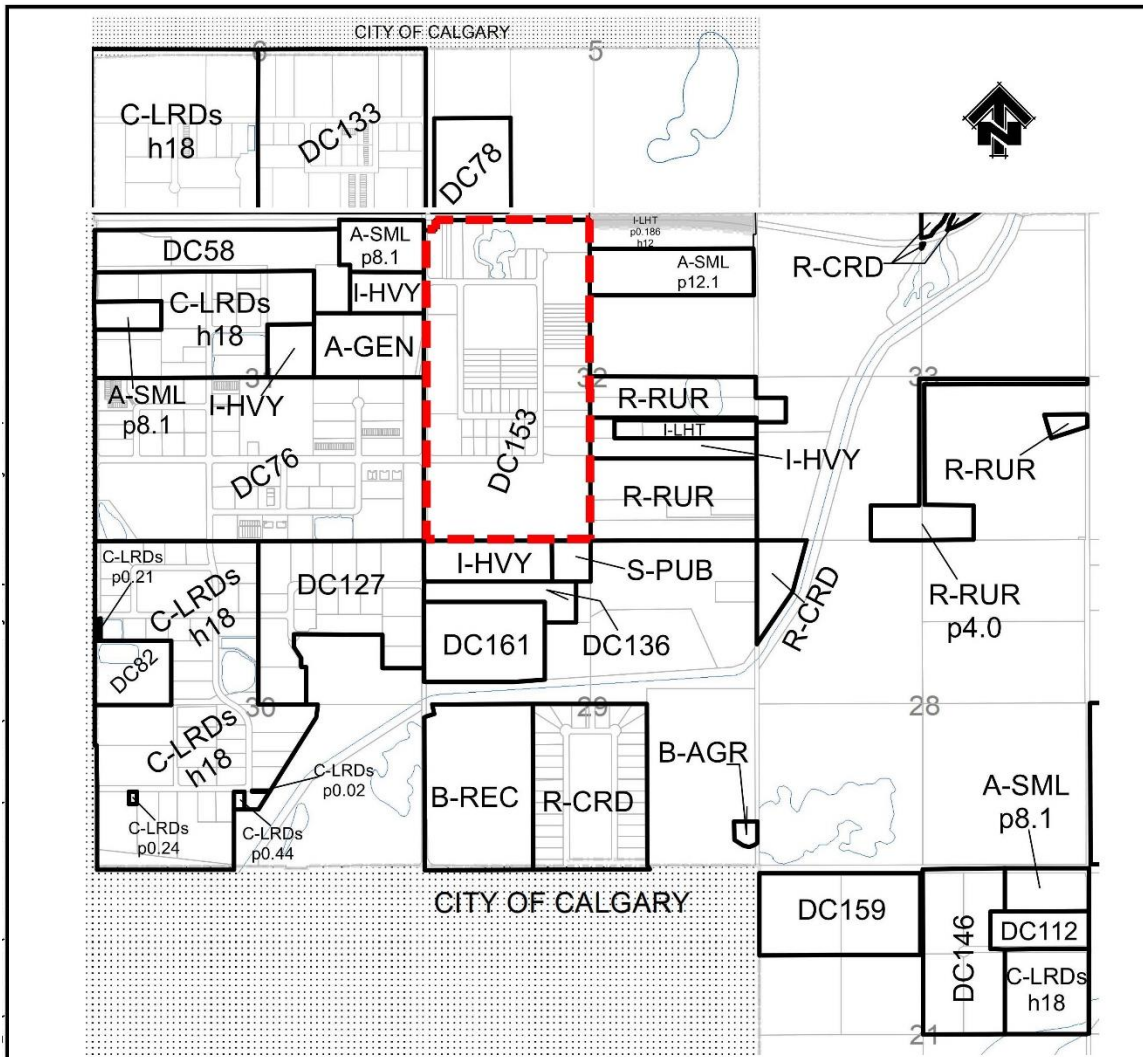 CITY OF CALGARY
6
5
C-LRDs
h18
DC133
DC78
N
DC58
A-SML
p8.1
I-LHT
p0.186
h12
A-SML
p12.1
R-CRD
C-LRDs
h18
I-HVY
A-GEN
A-SML
p8.1
I-HVY
32
33
R-RUR
I-LHT
I-HVY
R-RUR
DC76
DC153
R-RUR
R-RUR
p4.0
C-LRDs
p0.21
C-LRDs
h18
DC127
I-HVY
S-PUB
DC136
R-CRD
DC82
DC161
30
29
28
C-LRDs
h18
C-LRDs
p0.02
C-LRDs
p0.24
C-LRDs
p0.44
B-REC
R-CRD
B-AGR
A-SML
p8.1
CITY OF CALGARY
DC159
DC146
DC112
C-LRDs
h18
21